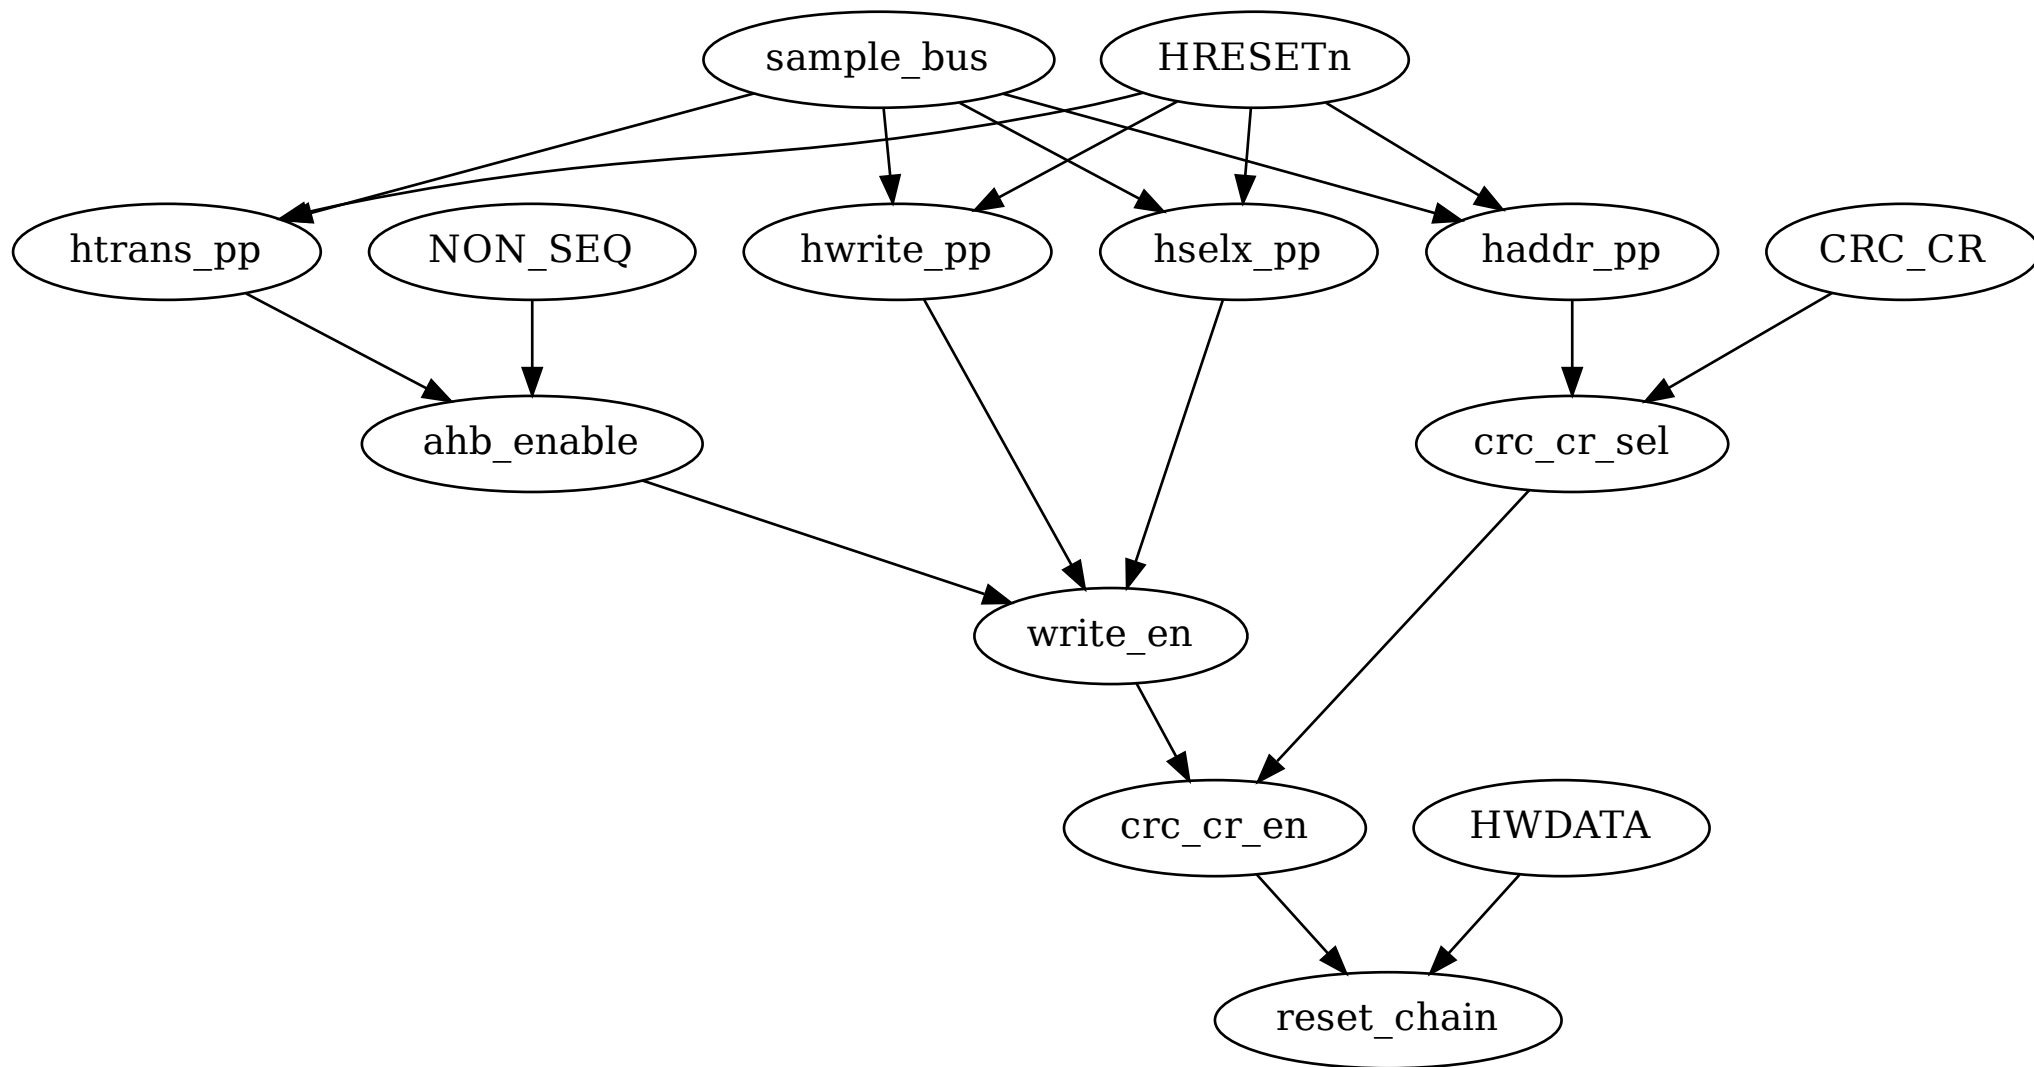 sample_bus
HRESETn
htrans_pp
NON_SEQ
hwrite_pp
hselx_pp
haddr_pp
CRC_CR
ahb_enable
crc_cr_sel
write_en
crc_cr_en
HWDATA
reset_chain